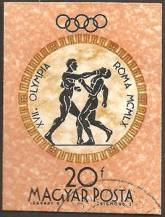 XVII. OLYMPIA
ROMA MCMLX
20f
MAGYAR POSTA